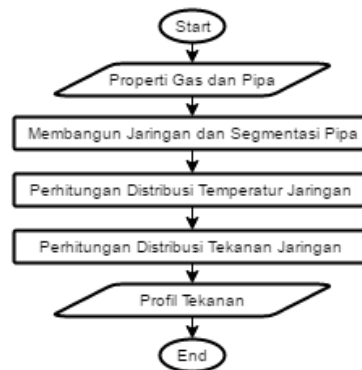 Start
Properti Gas dan Pipa
Membangun Jaringan dan Segmentasi Pipa
Perhitungan Distribusi Temperatur Jaringan
Perhitungan Distribusi Tekanan Jaringan
Profil Tekanan
End